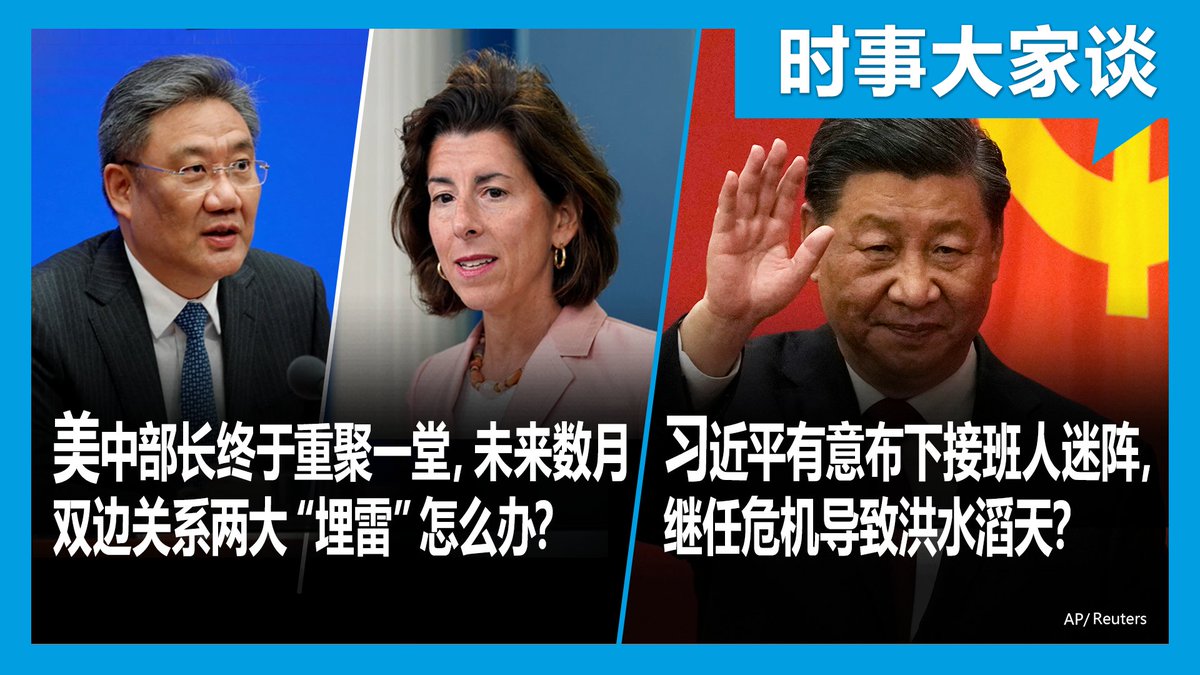 时事大家谈
美中部长终于重聚一堂，未来数月
双边关系两大“埋雷”怎么办？
习近平有意布下接班人迷阵，
继任危机导致洪水滔天？
AP/ Reuters